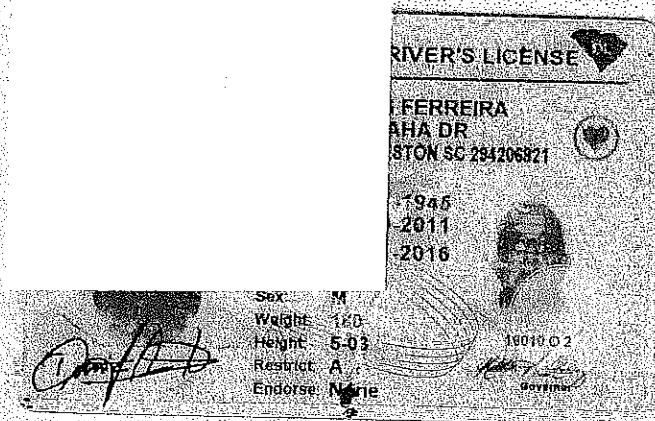 RIVER'S LICENSE
FERREIRA
AHA DR
STON SC 294206821
-1945
-2011
-2016
Sex M
Weight
Height 5-03
Restrict A
Endorse None
Governor